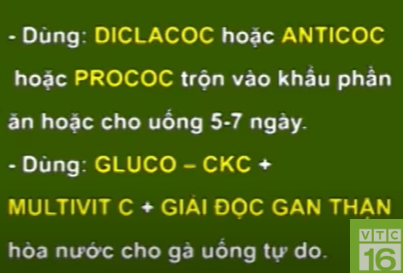 - Dùng: DICLACOC hoặc ANTICOC
hoặc PROCOC trộn vào khẩu phần
ăn hoặc cho uống 5-7 ngày.
- Dùng: GLUCO – CKC +
MULTIVIT C + GIẢI ĐỘC GAN THẬN
hòa nước cho gà uống tự do.
VTC
16